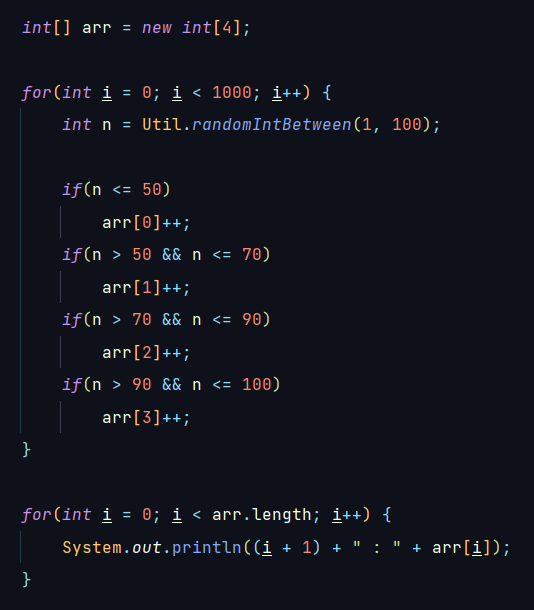 int[] arr = new int[4];
for(int i = 0; i < 1000; i++) {
int n = Util.randomIntBetween(1, 100);
if(n <= 50)
arr[0]++;
if(n > 50 && n <= 70)
arr[1]++;
if(n > 70 && n <= 90)
arr[2]++;
if(n > 90 && n <= 100)
arr[3]++;
}
for(int i = 0; i < arr.length; i++) {
System.out.println((i + 1) + " : " + arr[i]);
}